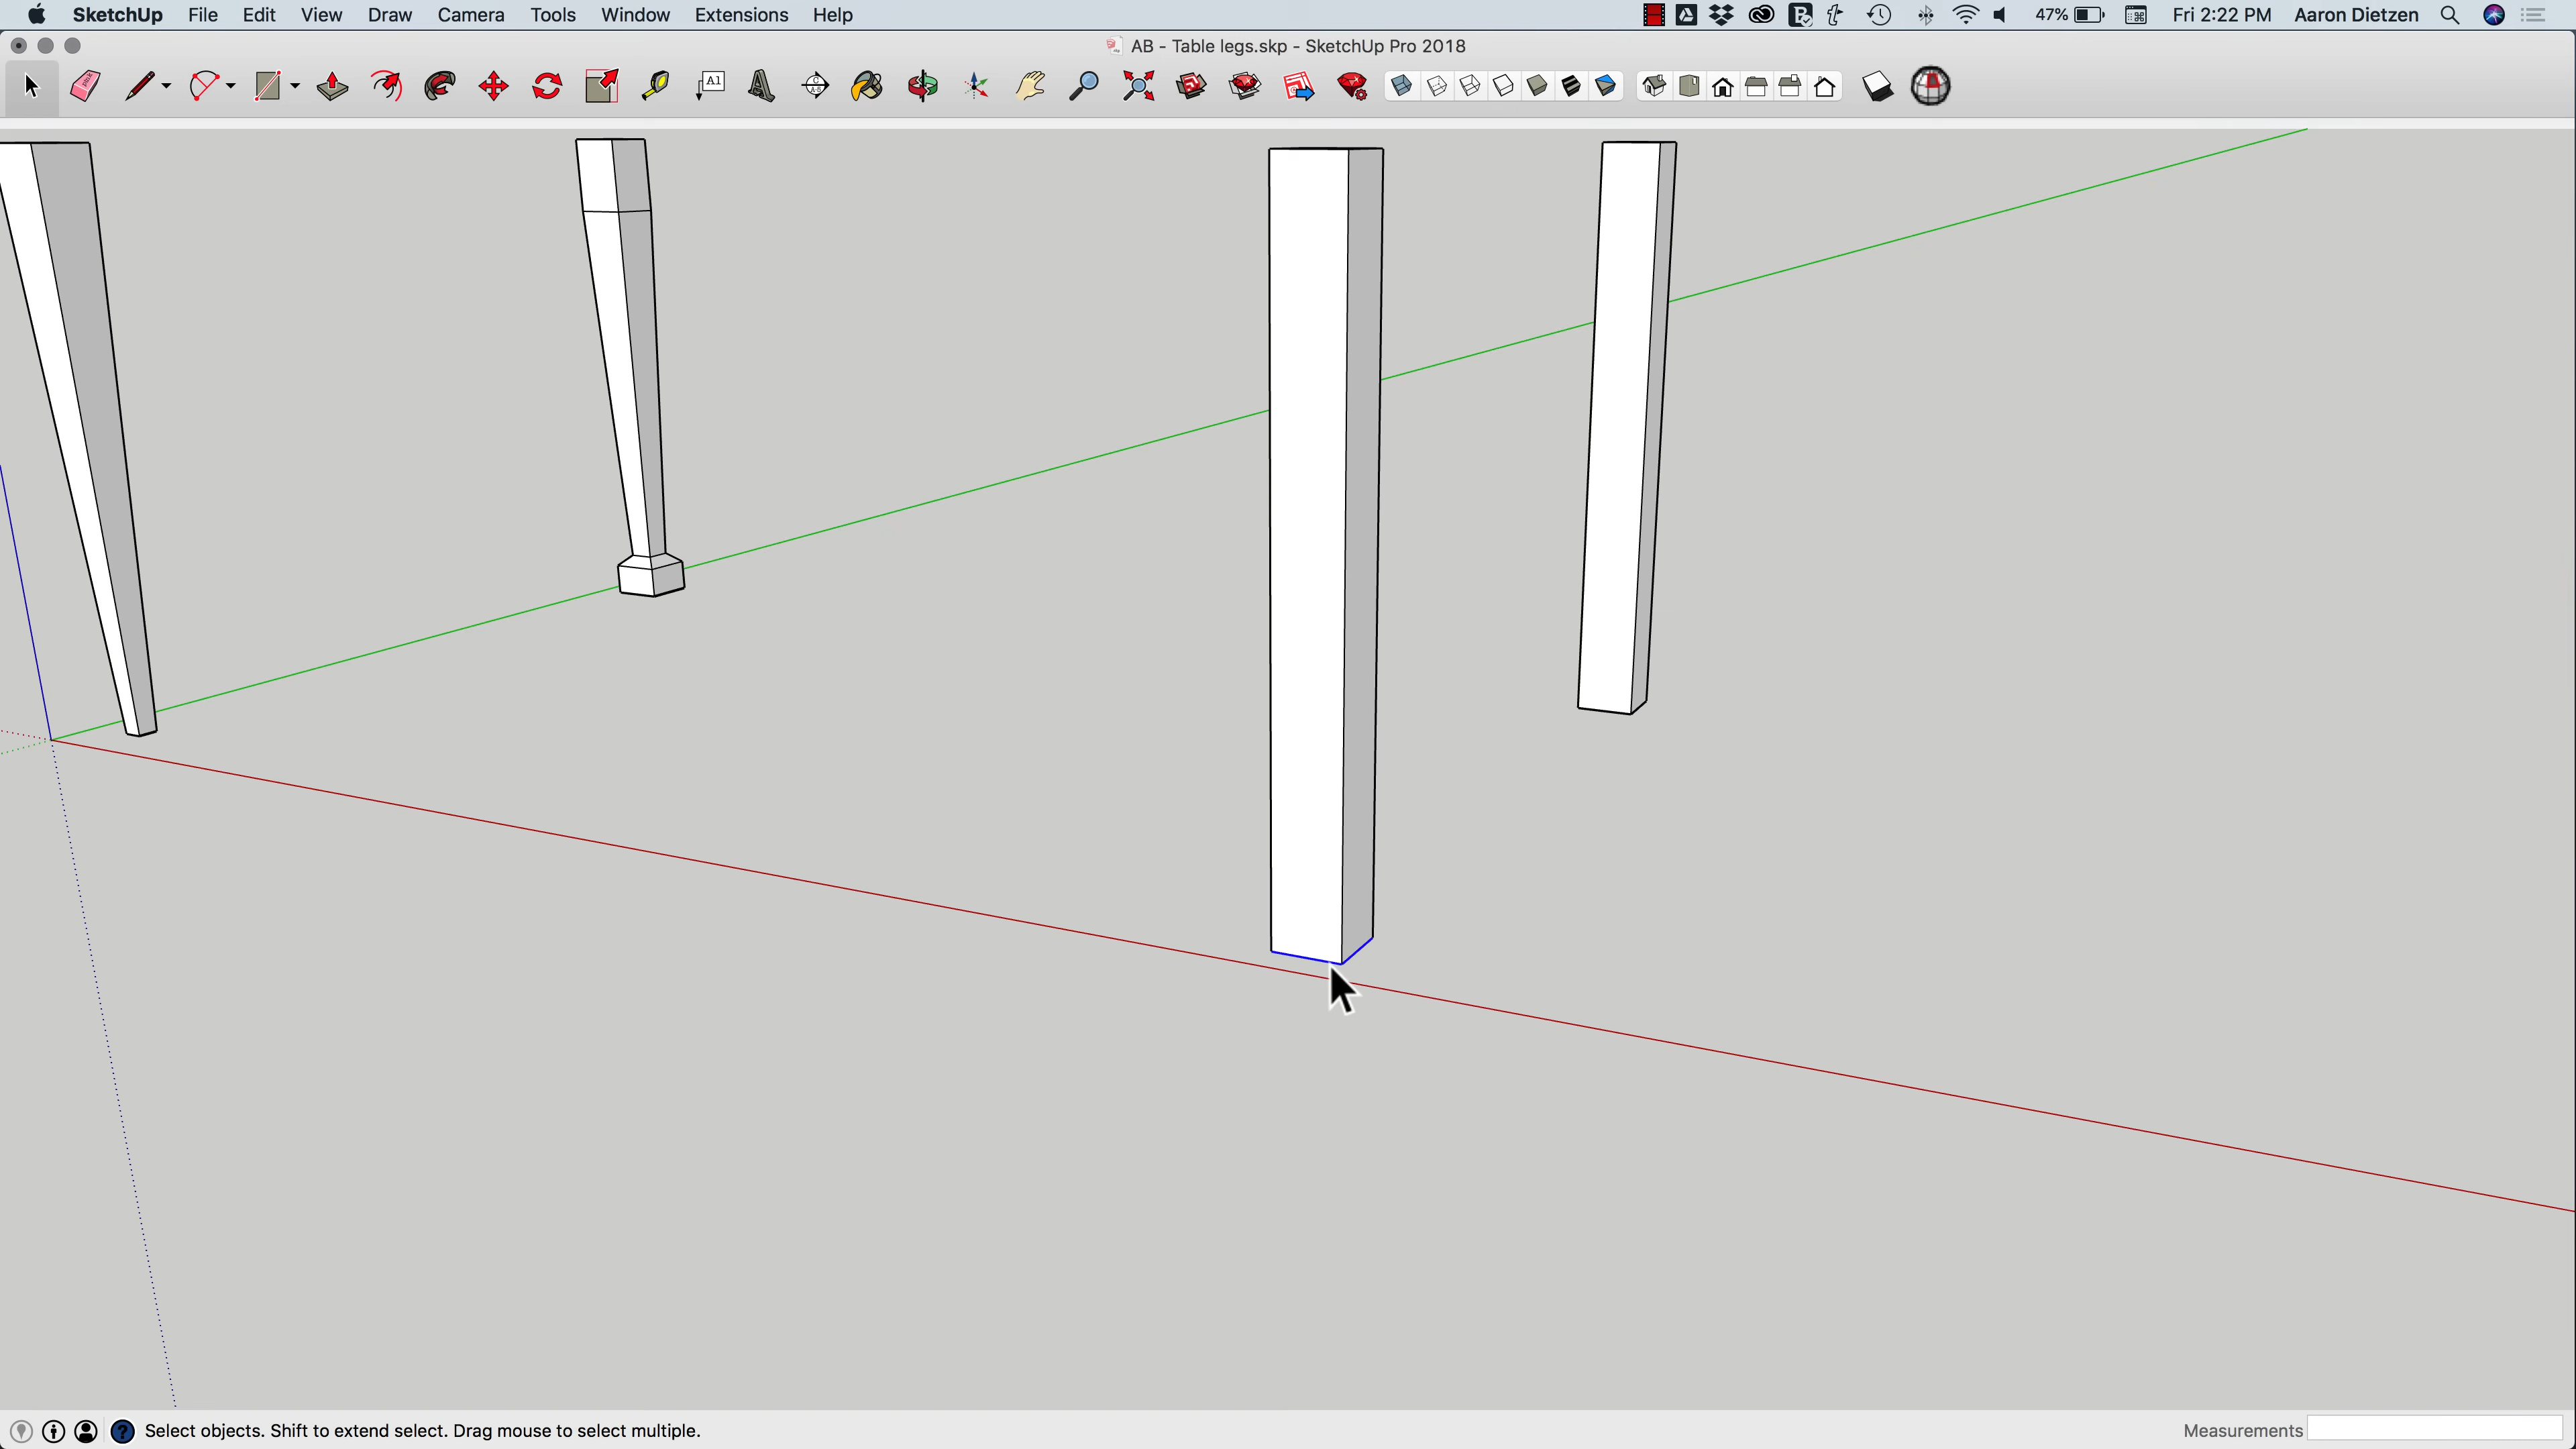 SketchUp File Edit View Draw Camera Tools Window Extensions Help 47% Fri 2:22 PM Aaron Dietzen
AB - Table legs.skp - SketchUp Pro 2018
A1
Select objects. Shift to extend select. Drag mouse to select multiple. Measurements